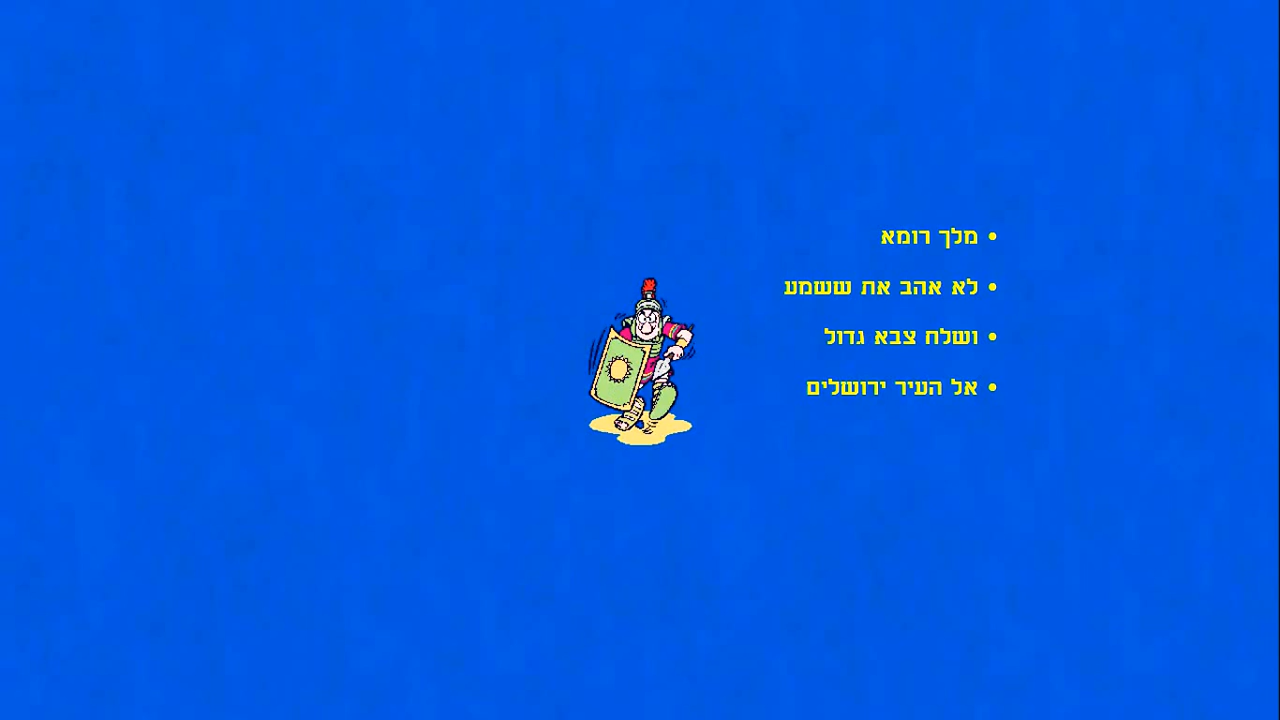 • מלך רומא
• לא אהב את ששמע
• ושלח צבא גדול
• אל העיר ירושלים